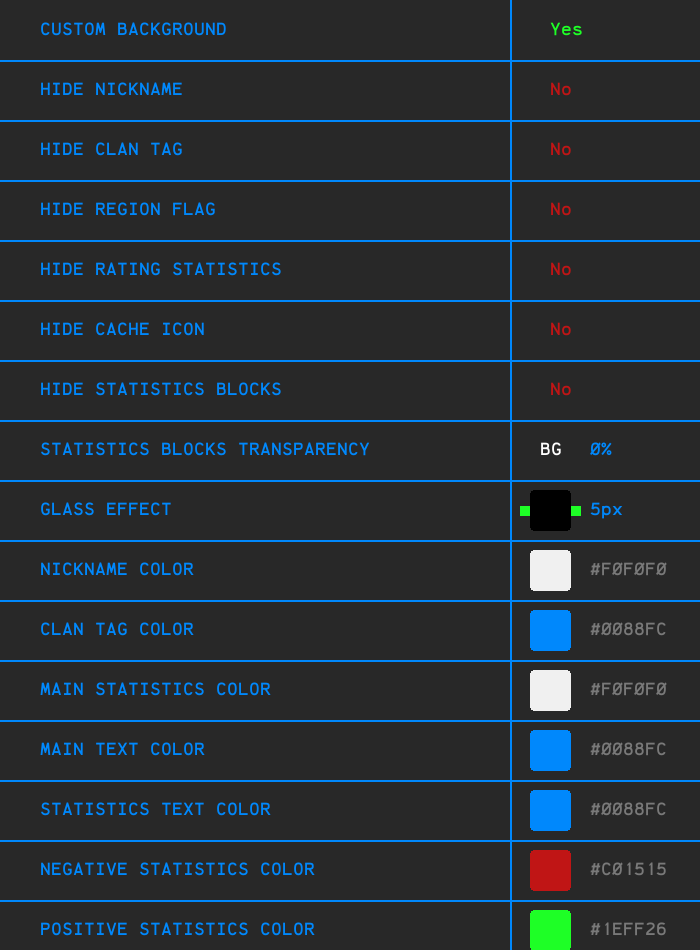 CUSTOM BACKGROUND Yes
HIDE NICKNAME No
HIDE CLAN TAG No
HIDE REGION FLAG No
HIDE RATING STATISTICS No
HIDE CACHE ICON No
HIDE STATISTICS BLOCKS No
STATISTICS BLOCKS TRANSPARENCY BG 0%
GLASS EFFECT 5px
NICKNAME COLOR #F0F0F0
CLAN TAG COLOR #0088FC
MAIN STATISTICS COLOR #F0F0F0
MAIN TEXT COLOR #0088FC
STATISTICS TEXT COLOR #0088FC
NEGATIVE STATISTICS COLOR #C01515
POSITIVE STATISTICS COLOR #1EFF26